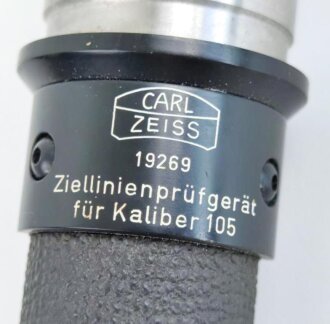 CARL
ZEISS
19269
Ziellinienprüfgerät
für Kaliber 105